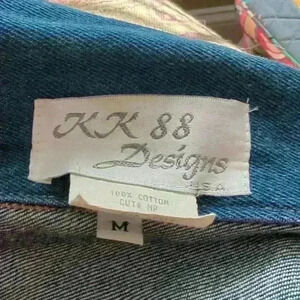 KK 88
Designs
U.S.A
100% COTTON
M